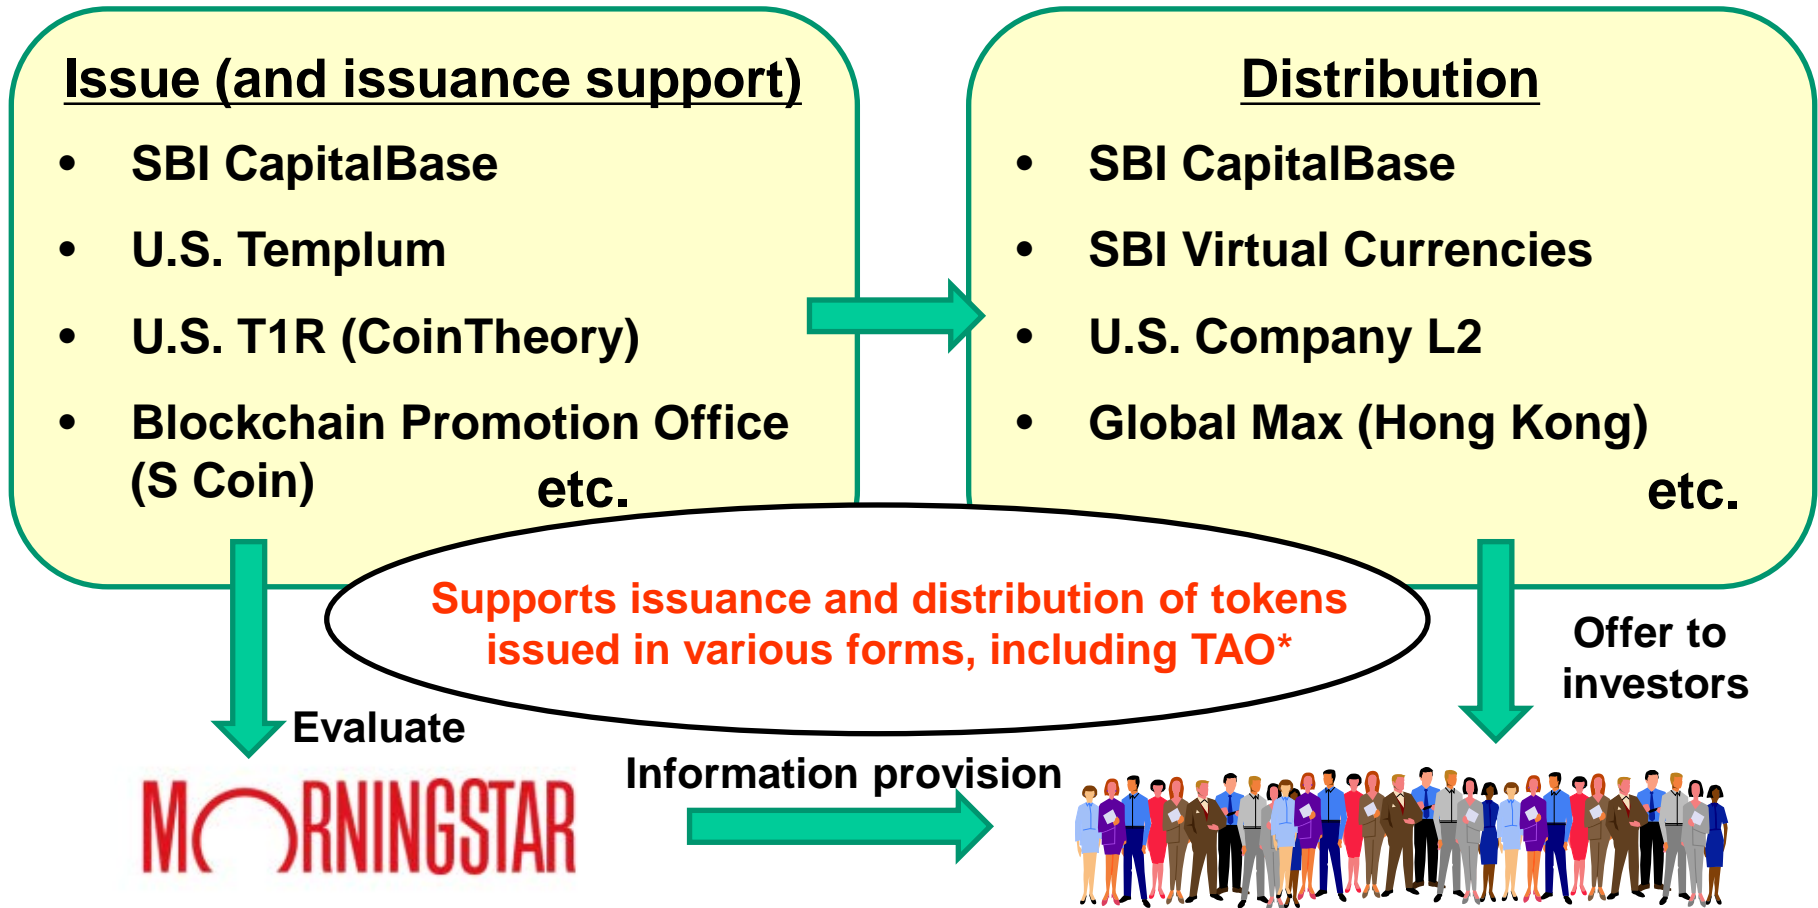 Issue (and issuance support)
• SBI CapitalBase
• U.S. Templum
• U.S. T1R (CoinTheory)
• Blockchain Promotion Office
(S Coin)
etc.
Distribution
• SBI CapitalBase
• SBI Virtual Currencies
• U.S. Company L2
• Global Max (Hong Kong)
etc.
Supports issuance and distribution of tokens
issued in various forms, including TAO*
Offer to
investors
Evaluate
Information provision
MORNINGSTAR